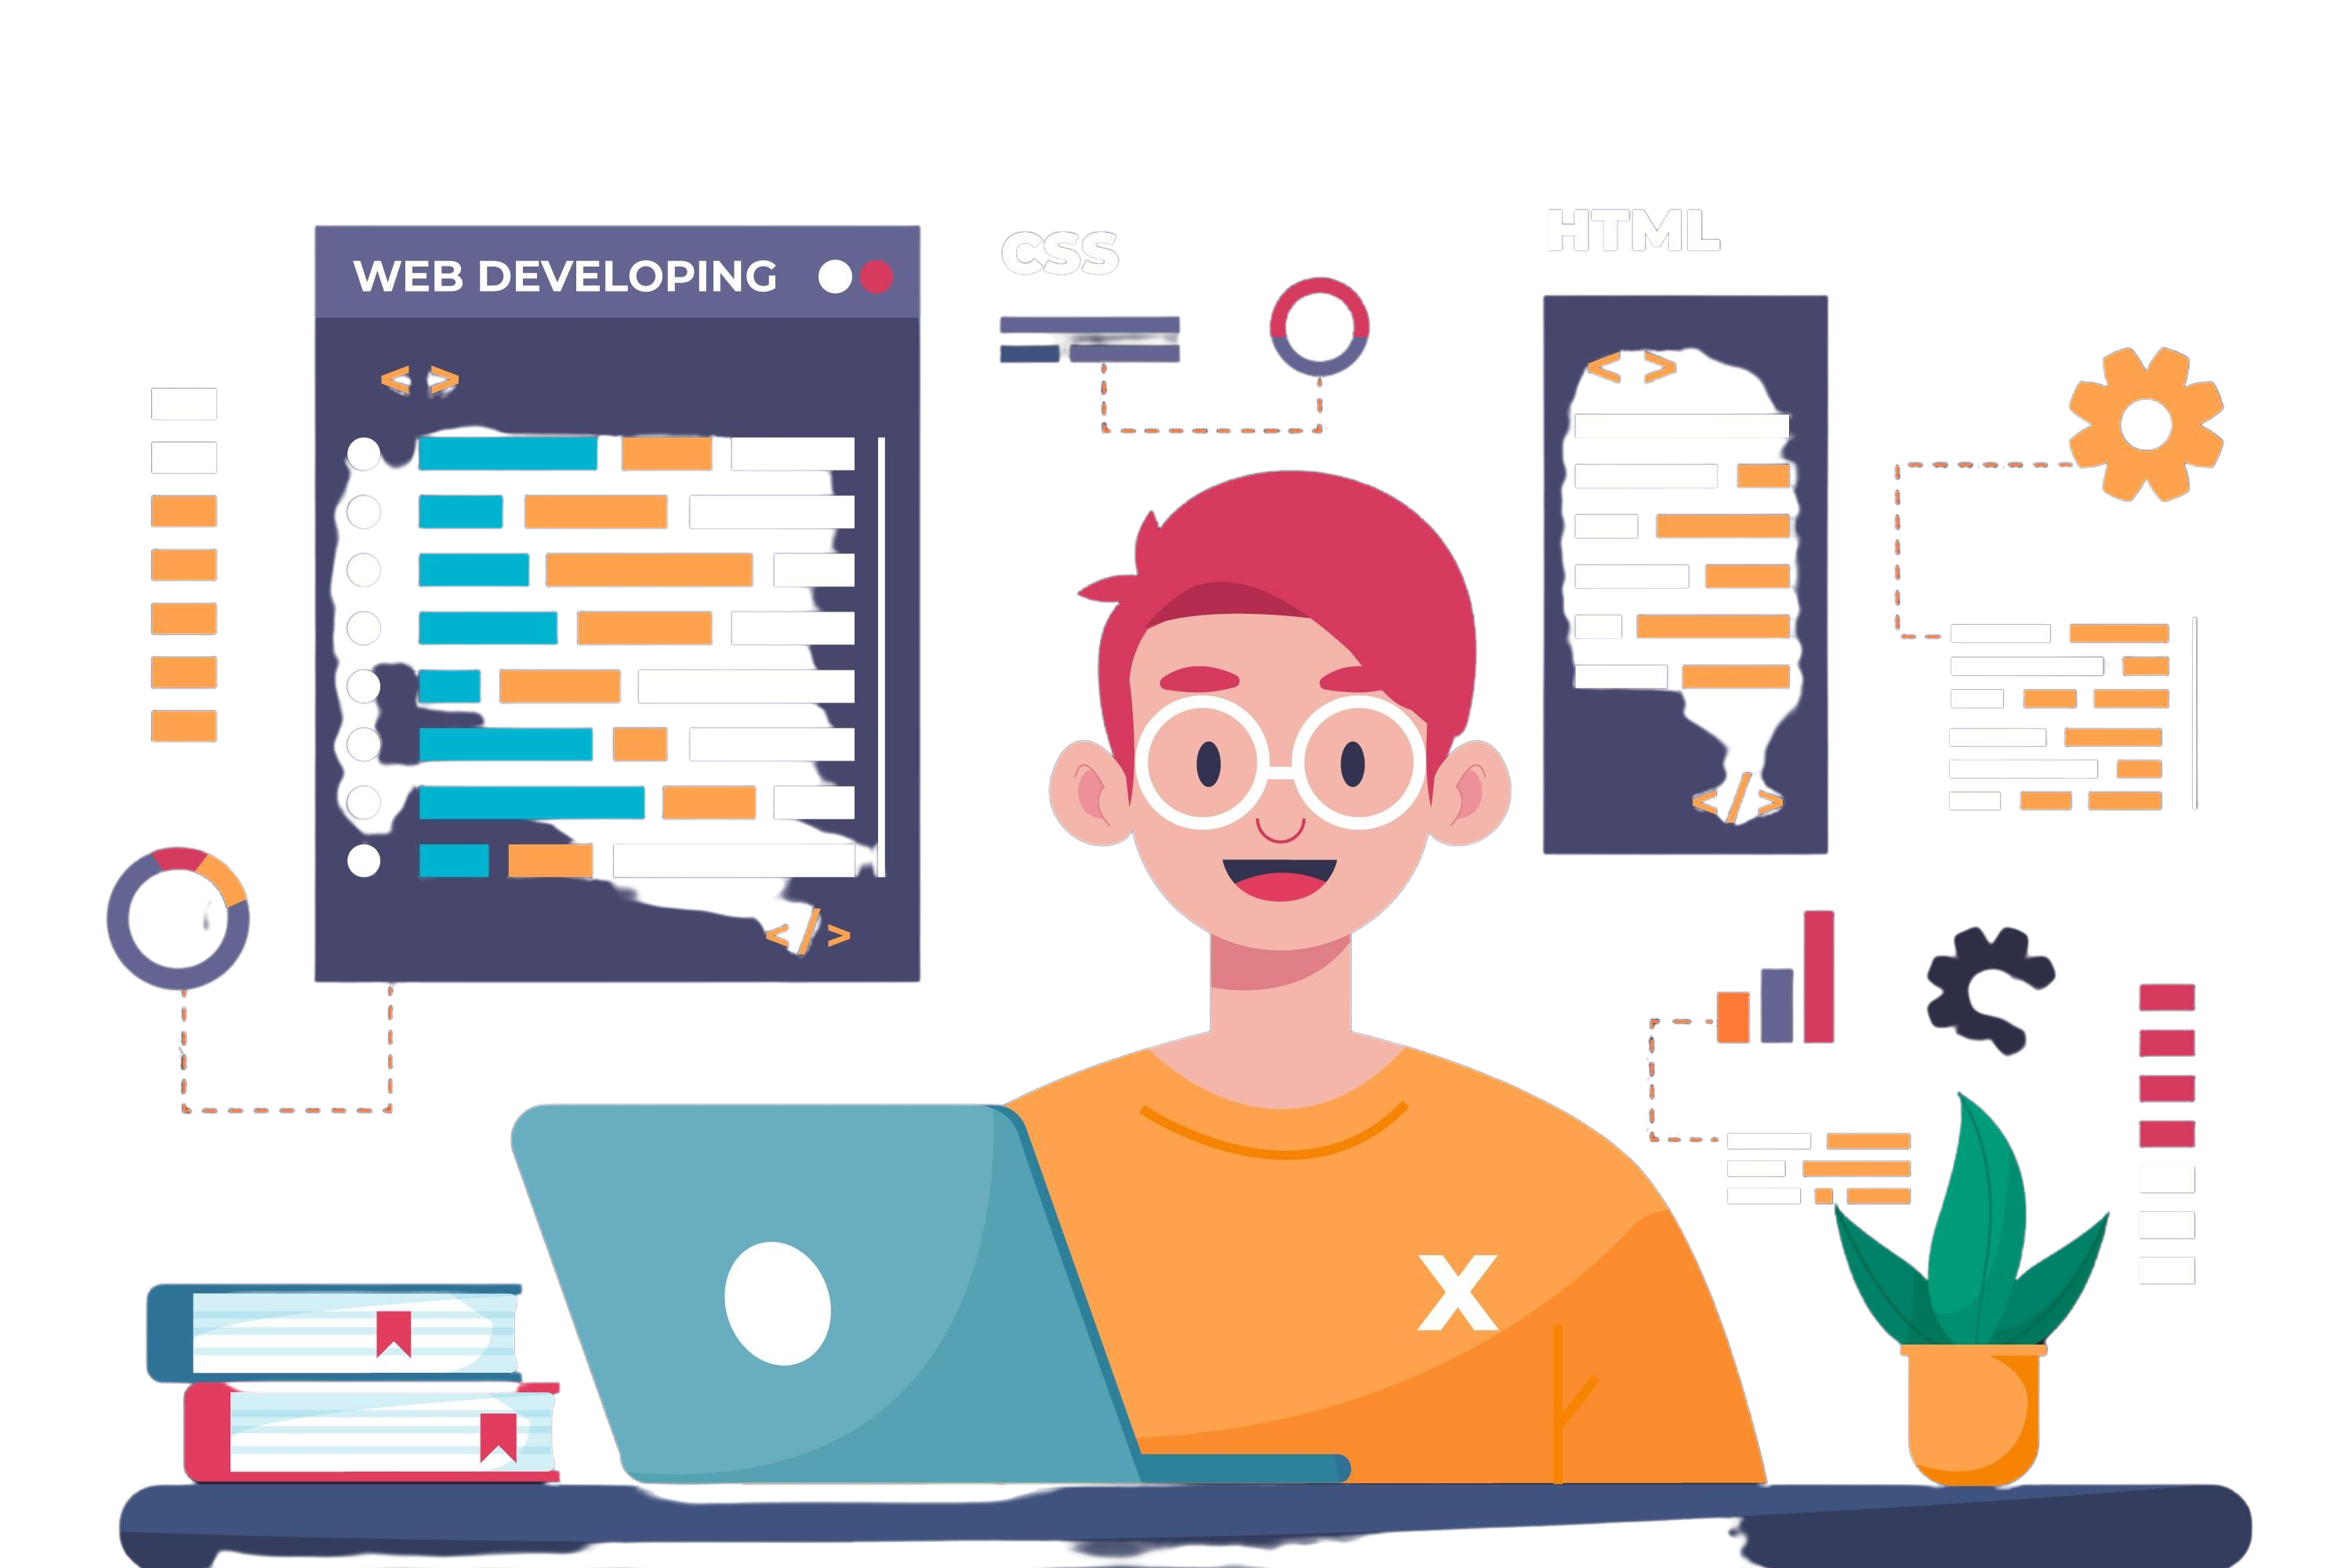 WEB DEVELOPING
CSS
HTML
< >
< >
</>
</>
X